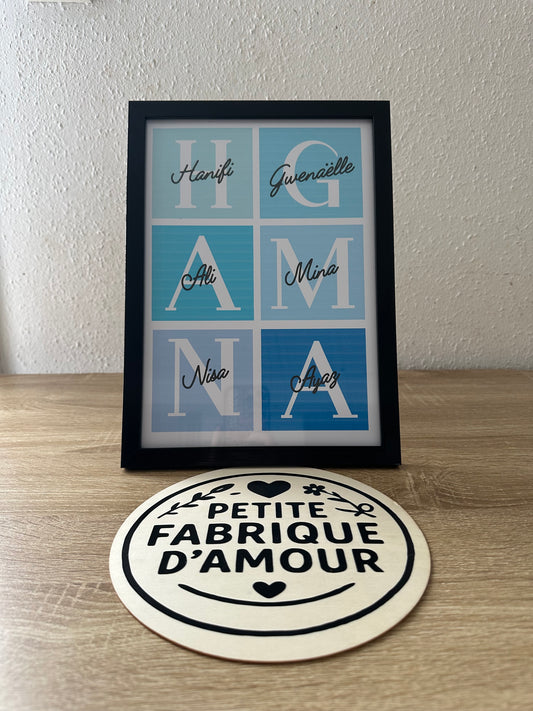 H Hanifi
G Gwenaëlle
A Ali
M Mina
N Nisa
A Ayaz
PETITE
FABRIQUE
D'AMOUR